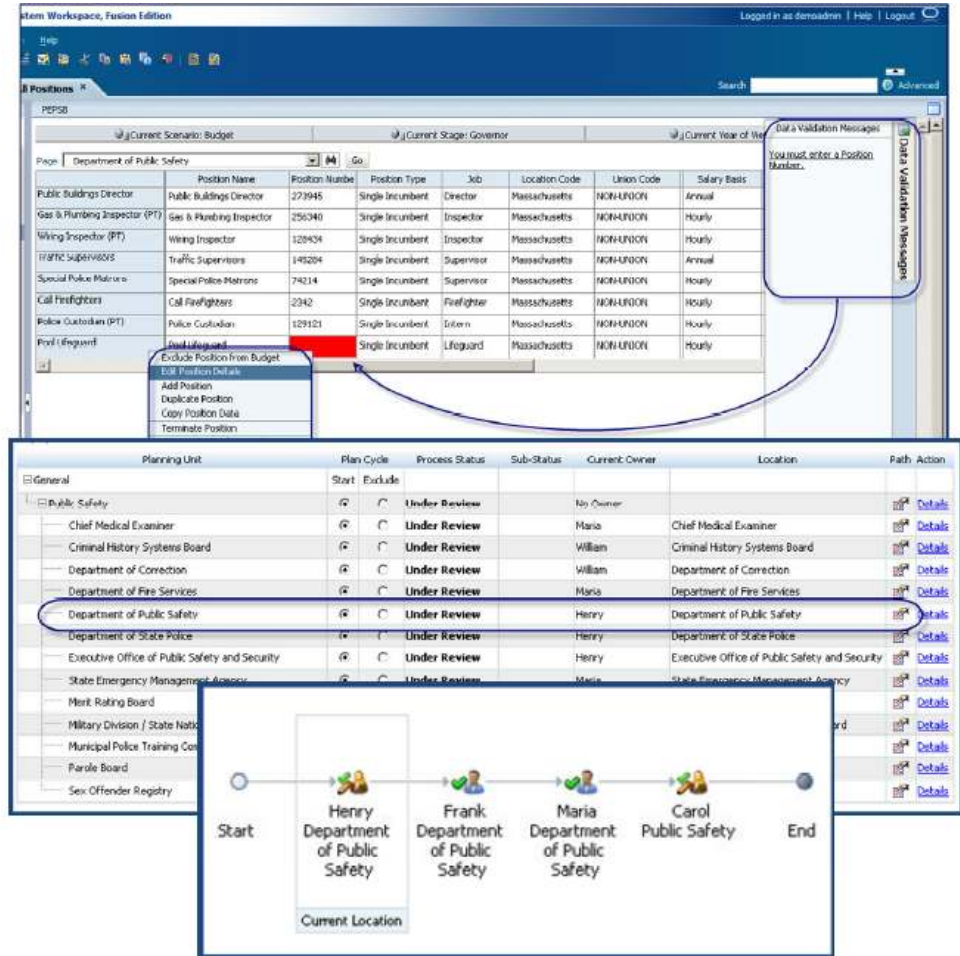 stem Workspace, Fusion Edition
Logged in as demoadmin | Help | Logout
Help
ll Positions
Search
Advanced
PEPSB
Current Scenario: Budget
Current Stage: Governor
Current Year of
Data Validation Messages
You must enter a Position Number.
Data Validation Messages
Page Department of Public Safety Go
Position Name Position Numbe Position Type Job Location Code Union Code Salary Basis
Public Buildings Director Public Buildings Director 273945 Single Incumbent Director Massachusetts NON-UNION Annual
Gas & Plumbing Inspector (PT) Gas & Plumbing Inspector 256340 Single Incumbent Inspector Massachusetts NON-UNION Hourly
Wiring Inspector (PT) Wiring Inspector 128434 Single Incumbent Inspector Massachusetts NON-UNION Hourly
Traffic Supervisors Traffic Supervisors 145284 Single Incumbent Supervisor Massachusetts NON-UNION Annual
Special Police Matrons Special Police Matrons 74214 Single Incumbent Supervisor Massachusetts NON-UNION Hourly
Call Firefighters Call Firefighters 2342 Single Incumbent Firefighter Massachusetts NON-UNION Hourly
Police Custodian (PT) Police Custodian 129121 Single Incumbent Intern Massachusetts NON-UNION Hourly
Pool Lifeguard Pool Lifeguard Single Incumbent Lifeguard Massachusetts NON-UNION Hourly
Exclude Position from Budget
Edit Position Details
Add Position
Duplicate Position
Copy Position Data
Terminate Position
Planning Unit Plan Cycle Process Status Sub-Status Current Owner Location Path Action
General Start Exclude
Public Safety Under Review No Owner Details
Chief Medical Examiner Under Review Maria Chief Medical Examiner Details
Criminal History Systems Board Under Review William Criminal History Systems Board Details
Department of Correction Under Review William Department of Correction Details
Department of Fire Services Under Review Maria Department of Fire Services Details
Department of Public Safety Under Review Henry Department of Public Safety Details
Department of State Police Under Review Henry Department of State Police Details
Executive Office of Public Safety and Security Under Review Henry Executive Office of Public Safety and Security Details
State Emergency Management Agency Under Review Maria State Emergency Management Agency Details
Merit Rating Board Details
Military Division / State Natio rd Details
Municipal Police Training Com Details
Parole Board Details
Sex Offender Registry Details
Start
Henry
Department
of Public
Safety
Current Location
Frank
Department
of Public
Safety
Maria
Department
of Public
Safety
Carol
Public Safety
End